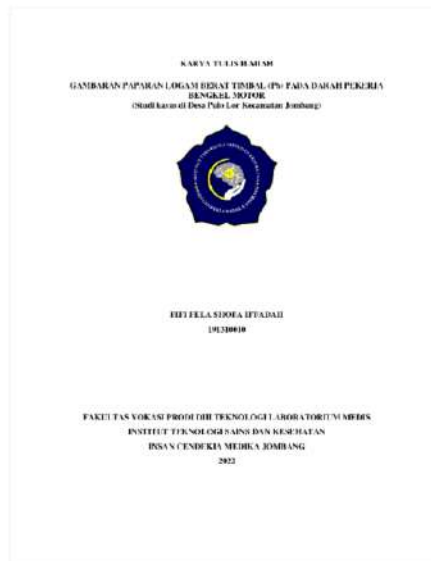 KARYA TULIS ILMIAH
GAMBARAN PAPARAN LOGAM BERAT TIMBAL (Pb) PADA DARAH PEKERJA
BENGKEL MOTOR
(Studi kasus di Desa Pulo Lor Kecamatan Jombang)
FIFI FELA SHOFA IFFADAH
191310010
FAKULTAS VOKASI PRODI DIII TEKNOLOGI LABORATORIUM MEDIS
INSTITUT TEKNOLOGI SAINS DAN KESEHATAN
INSAN CENDEKIA MEDIKA JOMBANG
2022